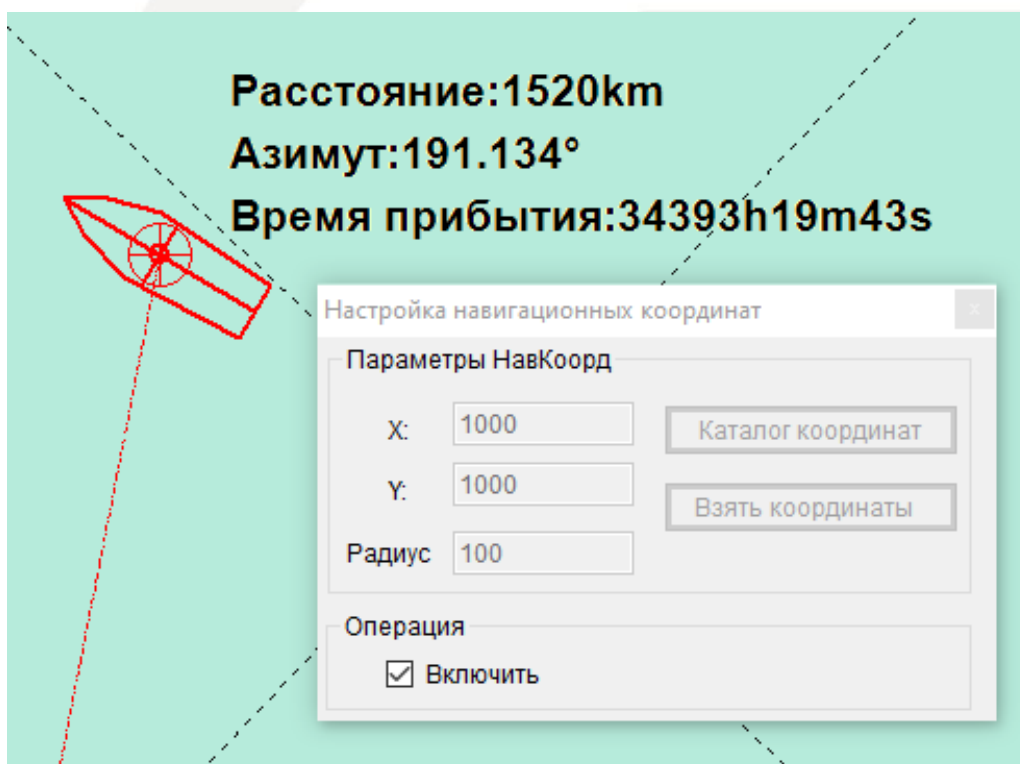 Расстояние:1520km
Азимут:191.134°
Время прибытия:34393h19m43s
Настройка навигационных координат
x
Параметры НавКоорд
X: 1000
Каталог координат
Y: 1000
Взять координаты
Радиус 100
Операция
Включить